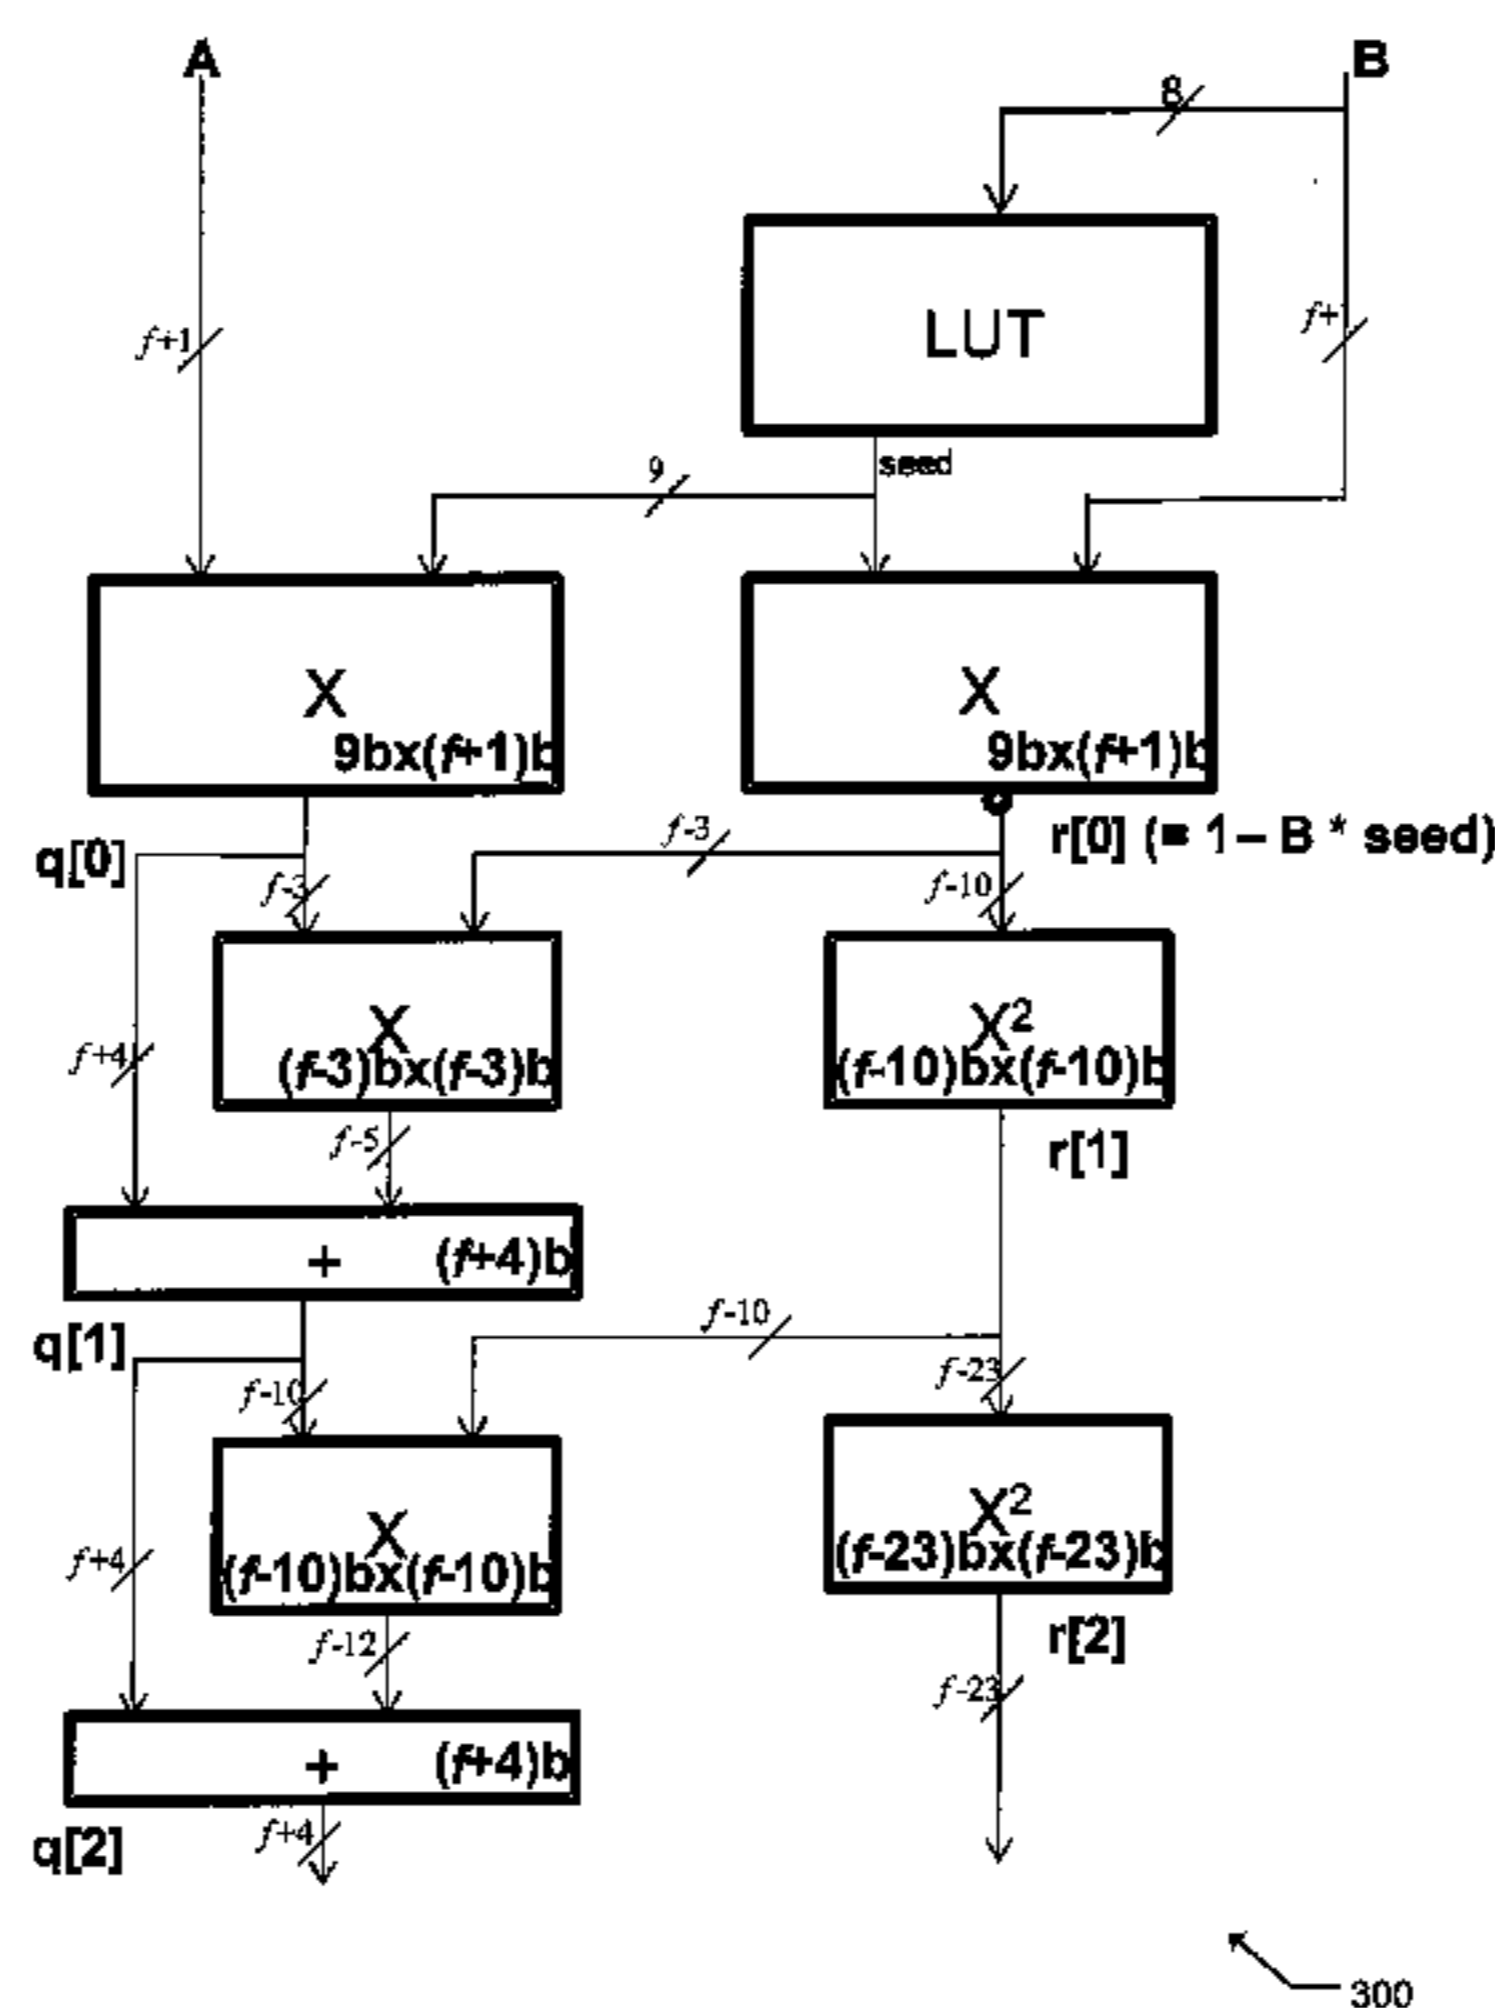 A
B
8
LUT
f+1
f+
seed
9
X
9bx(f+1)b
X
9bx(f+1)b
q[0]
f-3
r[0] (= 1 – B * seed)
f-3
f-10
X
(f-3)bx(f-3)b
X2
(f-10)bx(f-10)b
f+4
f-5
r[1]
+
(f+4)b
q[1]
f-10
f-10
f-23
X
(f-10)bx(f-10)b
X2
(f-23)bx(f-23)b
f+4
f-12
r[2]
f-23
+
(f+4)b
q[2]
f+4
300